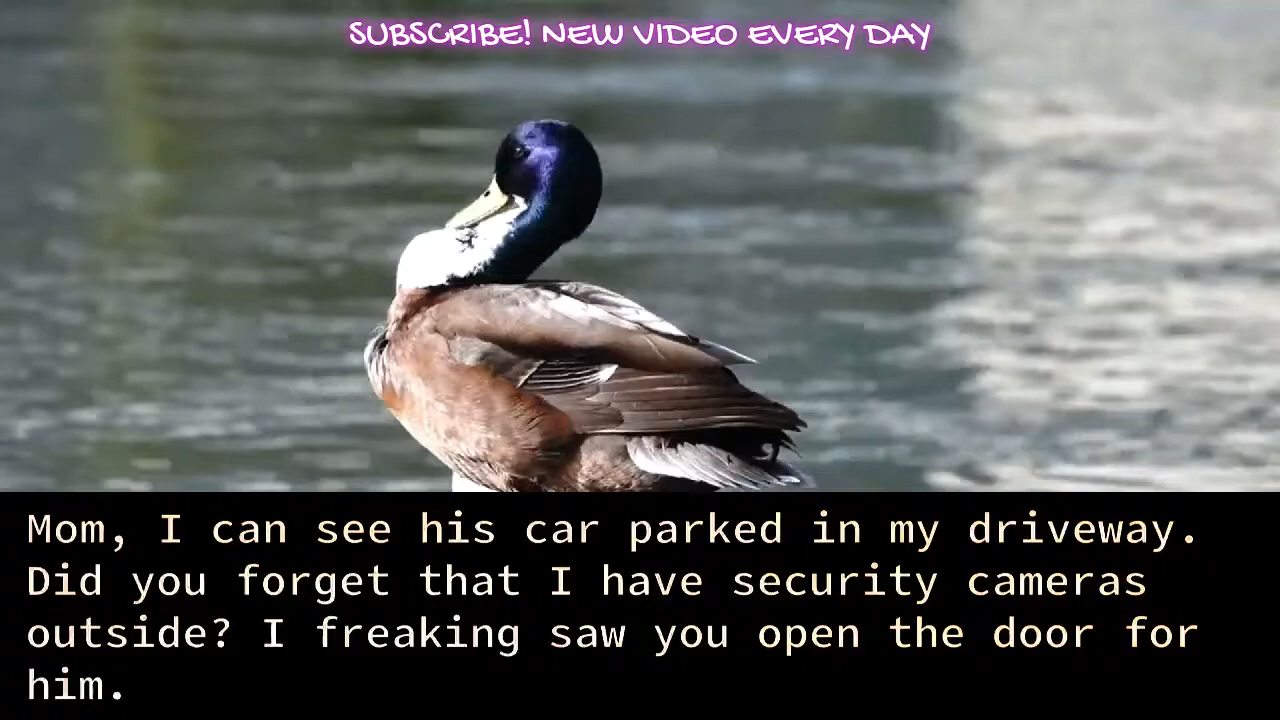 SUBSCRIBE! NEW VIDEO EVERY DAY
Mom, I can see his car parked in my driveway.
Did you forget that I have security cameras
outside? I freaking saw you open the door for
him.